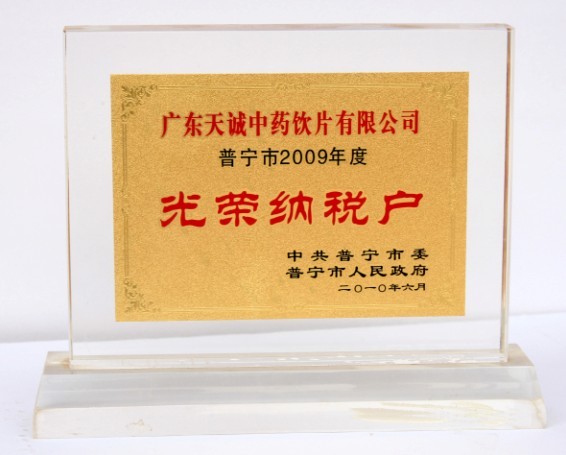 广东天诚中药饮片有限公司
普宁市2009年度
光荣纳税户
中共普宁市委
普宁市人民政府
二〇一〇年六月